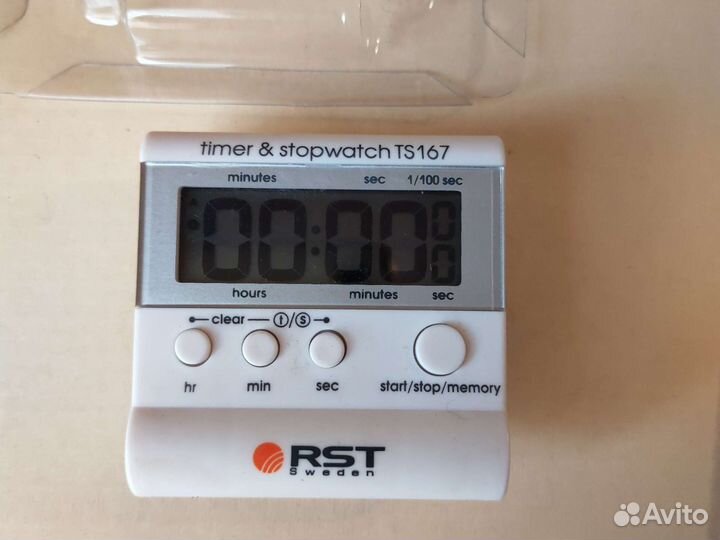 timer & stopwatch TS167
minutes sec 1/100 sec
00:00 00
hours minutes sec
clear t/s
hr min sec start/stop/memory
RST
Sweden
Avito